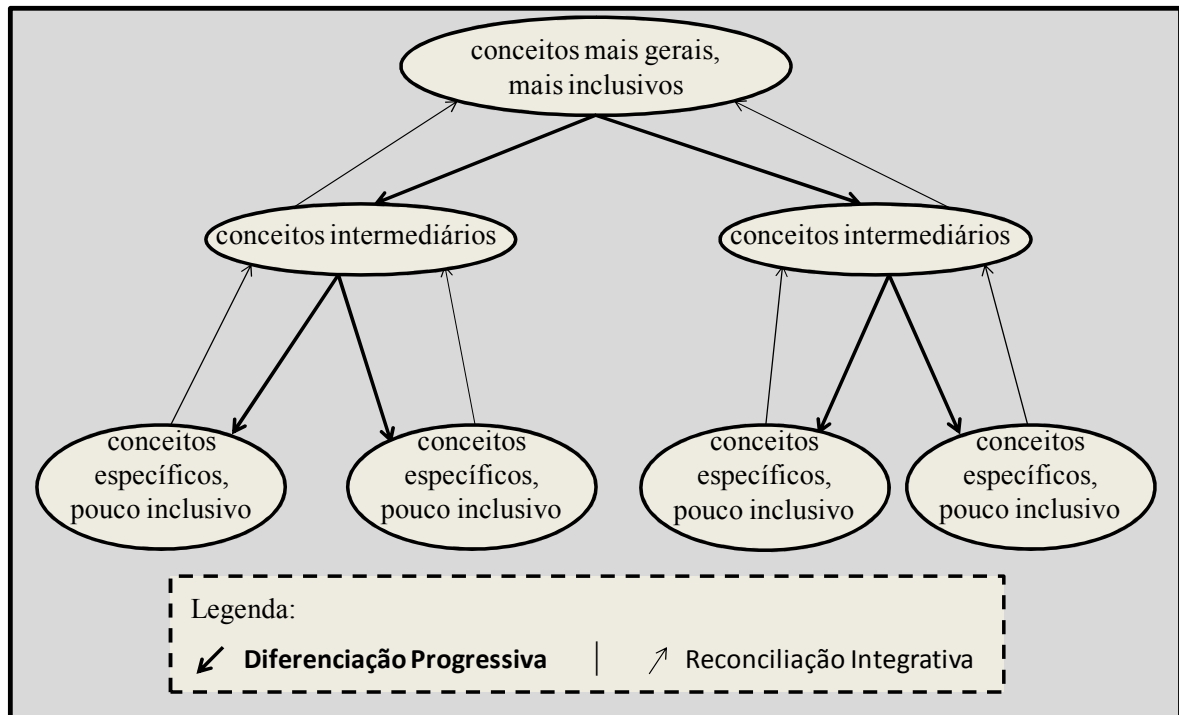 conceitos mais gerais,
mais inclusivos
conceitos intermediários
conceitos intermediários
conceitos
específicos,
pouco inclusivo
conceitos
específicos,
pouco inclusivo
conceitos
específicos,
pouco inclusivo
conceitos
específicos,
pouco inclusivo
Legenda:
Diferenciação Progressiva | Reconciliação Integrativa